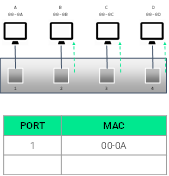 A B C D
00-0A 00-0B 00-0C 00-0D
1 2 3 4
PORT MAC
1 00-0A